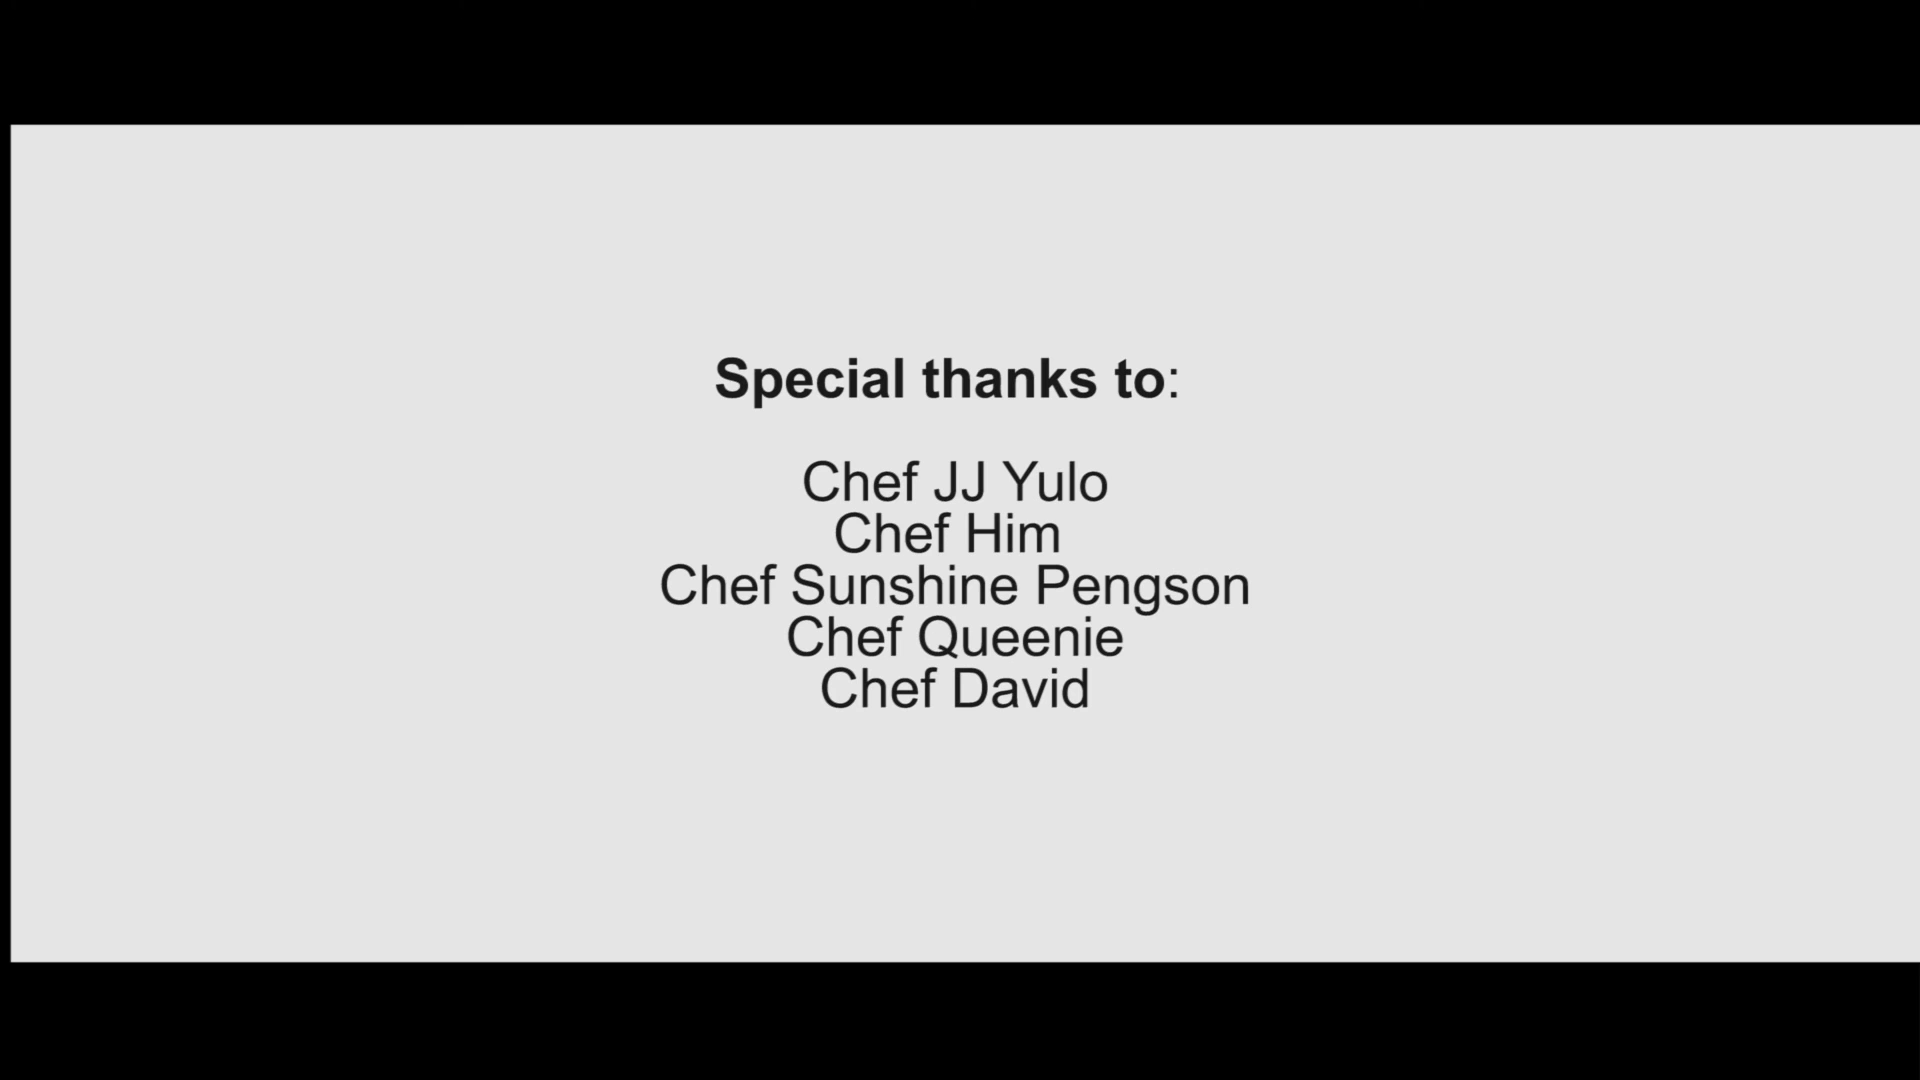 Special thanks to:
Chef JJ Yulo
Chef Him
Chef Sunshine Pengson
Chef Queenie
Chef David